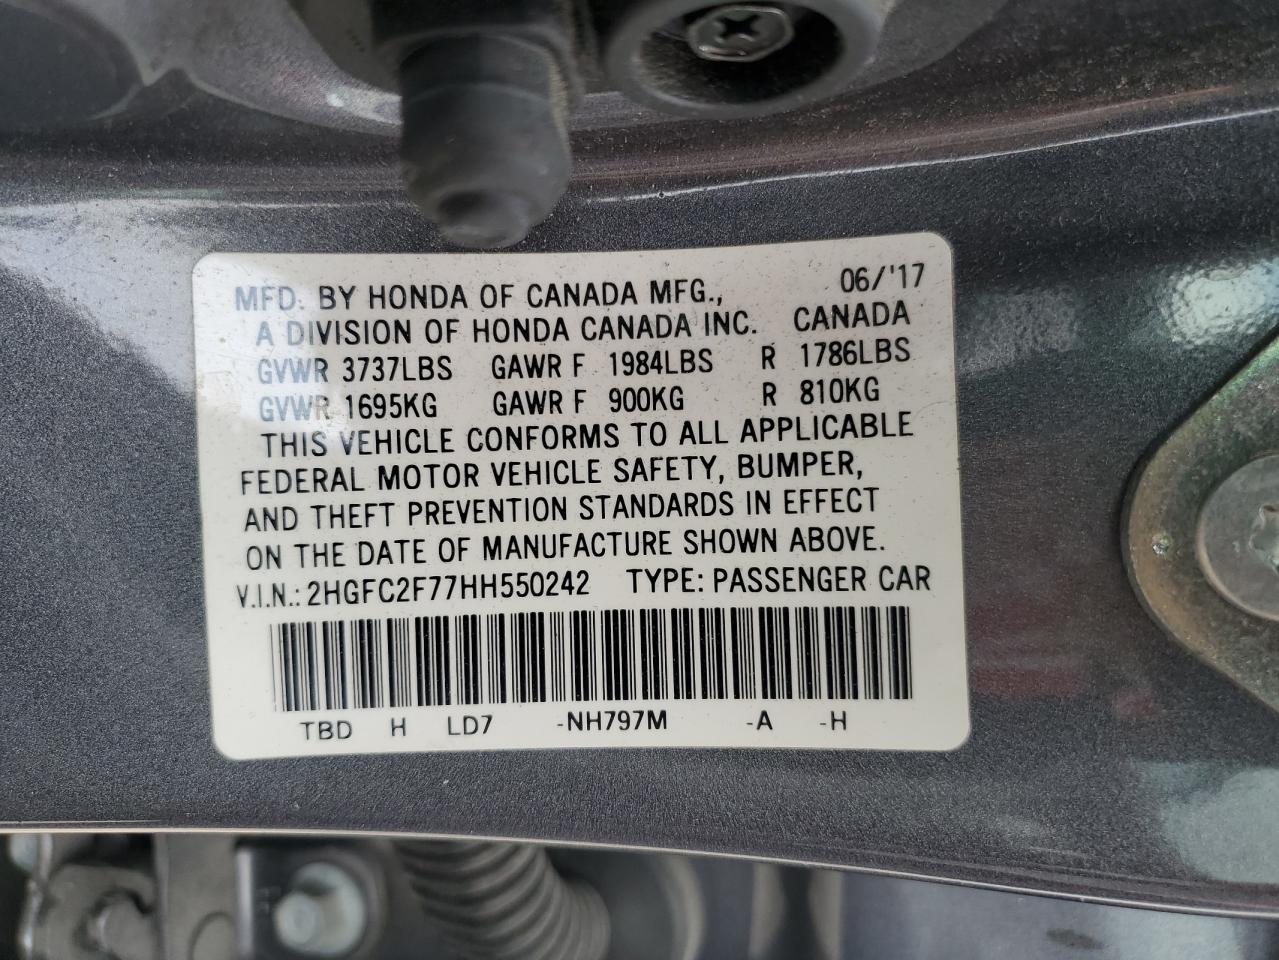 MFD. BY HONDA OF CANADA MFG., 06/'17
A DIVISION OF HONDA CANADA INC. CANADA
GVWR 3737LBS GAWR F 1984LBS R 1786LBS
GVWR 1695KG GAWR F 900KG R 810KG
THIS VEHICLE CONFORMS TO ALL APPLICABLE
FEDERAL MOTOR VEHICLE SAFETY, BUMPER,
AND THEFT PREVENTION STANDARDS IN EFFECT
ON THE DATE OF MANUFACTURE SHOWN ABOVE.
V.I.N.: 2HGFC2F77HH550242 TYPE: PASSENGER CAR
TBD H LD7 -NH797M -A -H